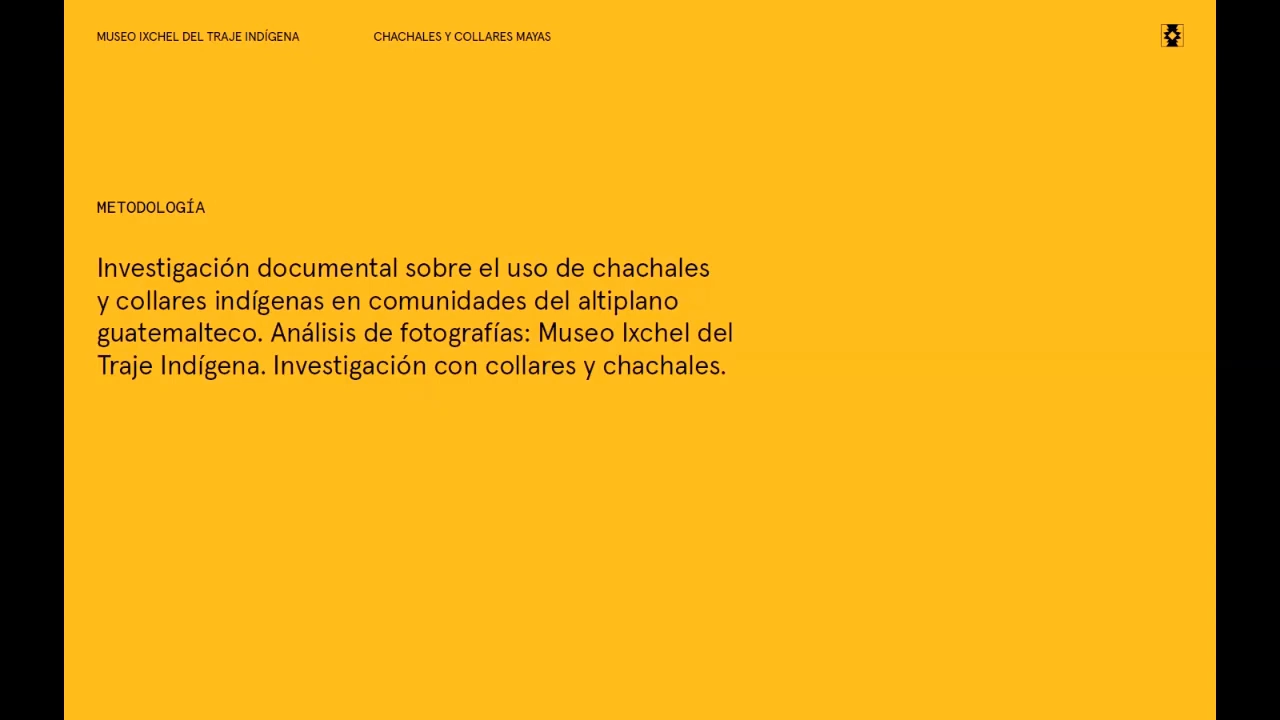 MUSEO IXCHEL DEL TRAJE INDÍGENA
CHACHALES Y COLLARES MAYAS
METODOLOGÍA
Investigación documental sobre el uso de chachales
y collares indígenas en comunidades del altiplano
guatemalteco. Análisis de fotografías: Museo Ixchel del
Traje Indígena. Investigación con collares y chachales.